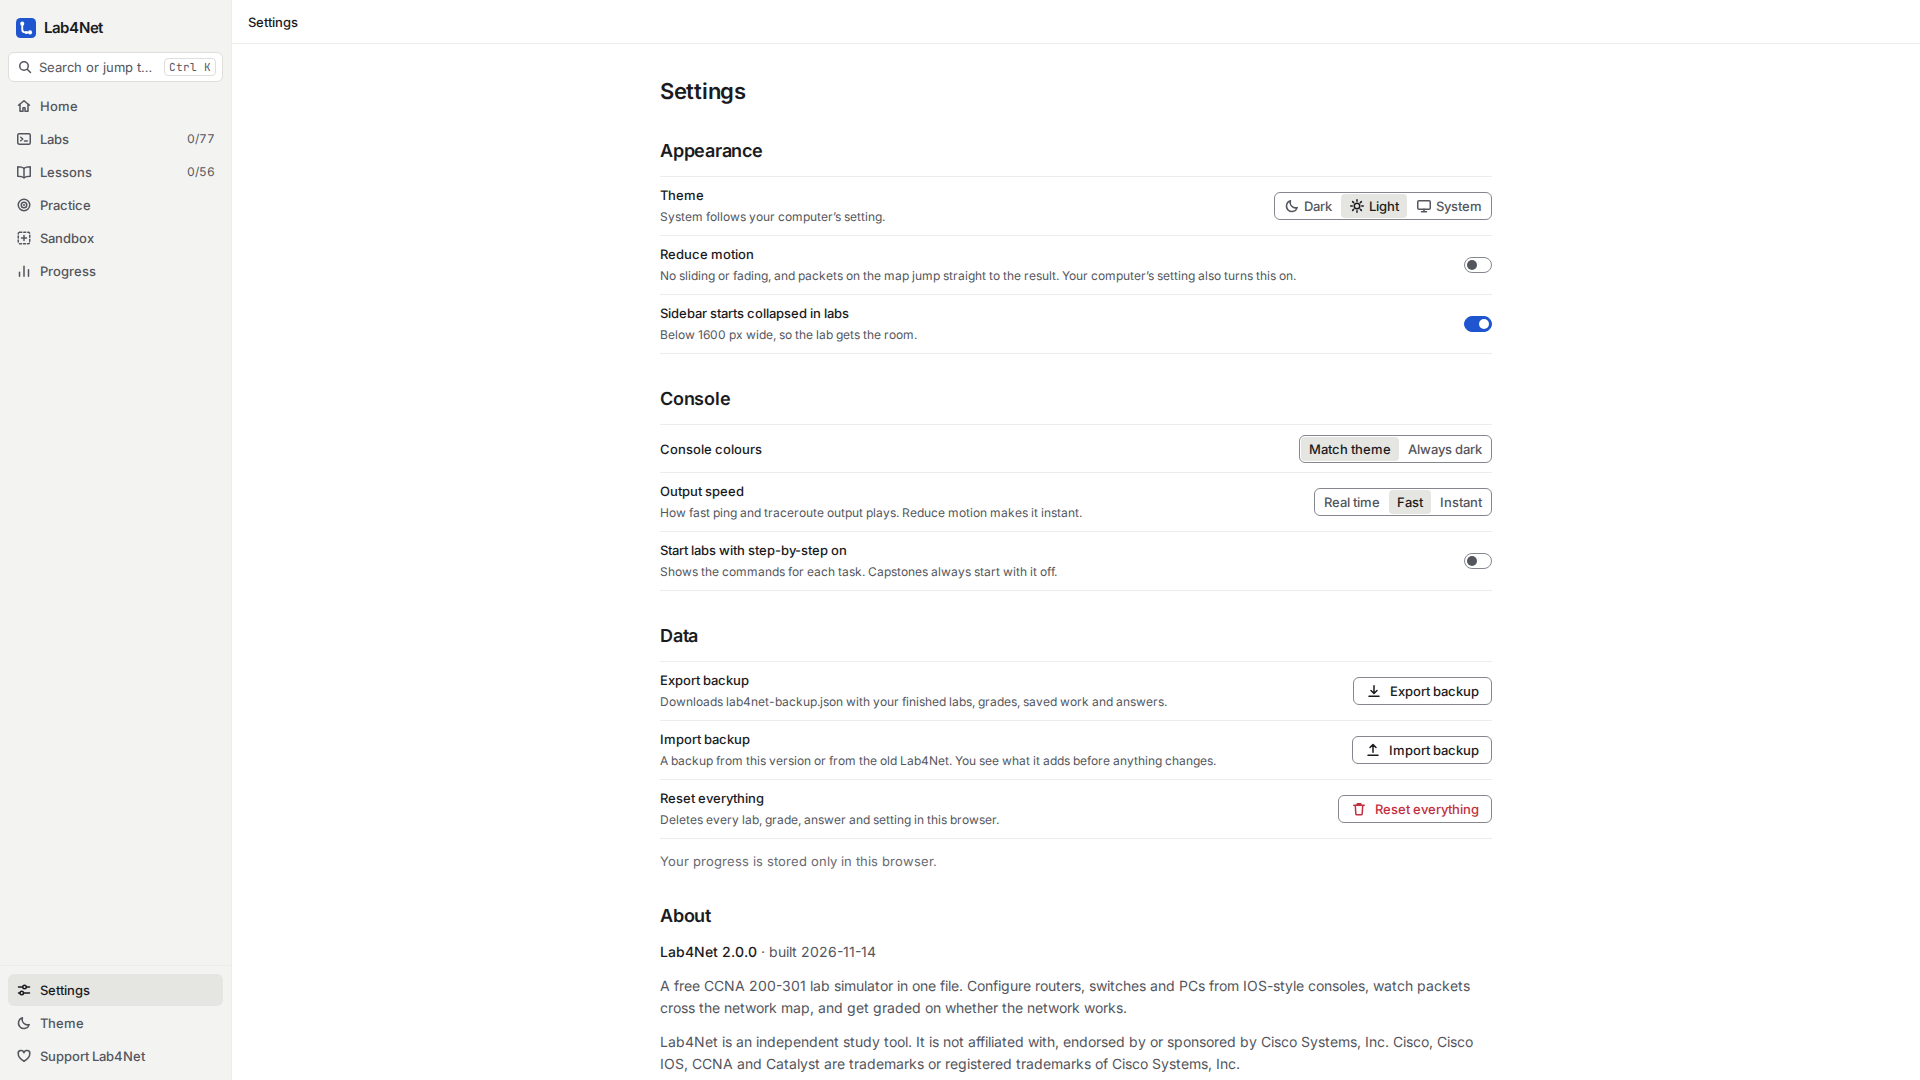 Lab4Net
Search or jump t... Ctrl K
Home
Labs 0/77
Lessons 0/56
Practice
Sandbox
Progress
Settings
Theme
Support Lab4Net
Settings
Settings
Appearance
Theme
System follows your computer’s setting.
Dark Light System
Reduce motion
No sliding or fading, and packets on the map jump straight to the result. Your computer’s setting also turns this on.
Sidebar starts collapsed in labs
Below 1600 px wide, so the lab gets the room.
Console
Console colours
Match theme Always dark
Output speed
How fast ping and traceroute output plays. Reduce motion makes it instant.
Real time Fast Instant
Start labs with step-by-step on
Shows the commands for each task. Capstones always start with it off.
Data
Export backup
Downloads lab4net-backup.json with your finished labs, grades, saved work and answers.
Export backup
Import backup
A backup from this version or from the old Lab4Net. You see what it adds before anything changes.
Import backup
Reset everything
Deletes every lab, grade, answer and setting in this browser.
Reset everything
Your progress is stored only in this browser.
About
Lab4Net 2.0.0 · built 2026-11-14
A free CCNA 200-301 lab simulator in one file. Configure routers, switches and PCs from IOS-style consoles, watch packets
cross the network map, and get graded on whether the network works.
Lab4Net is an independent study tool. It is not affiliated with, endorsed by or sponsored by Cisco Systems, Inc. Cisco, Cisco
IOS, CCNA and Catalyst are trademarks or registered trademarks of Cisco Systems, Inc.